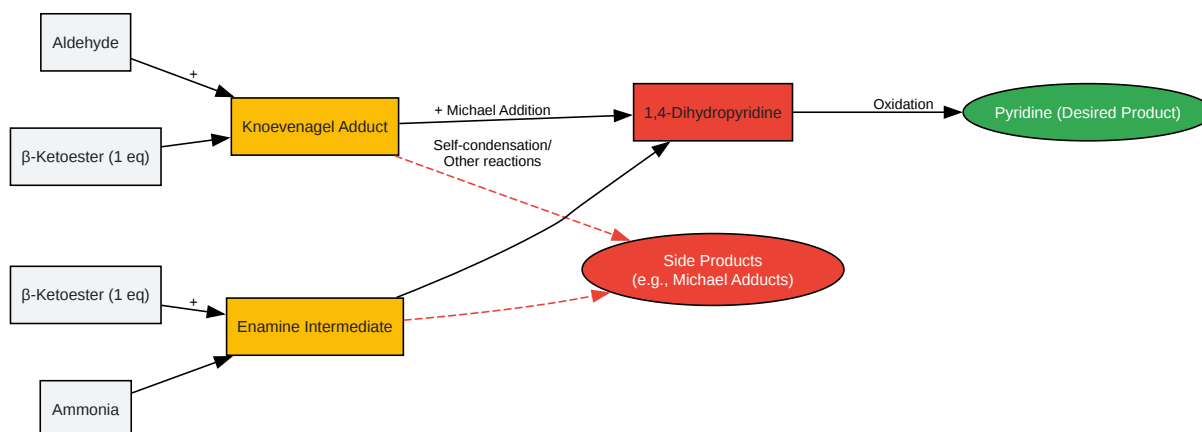 Aldehyde
+
β-Ketoester (1 eq)
Knoevenagel Adduct
+ Michael Addition
Self-condensation/
Other reactions
1,4-Dihydropyridine
Oxidation
Pyridine (Desired Product)
β-Ketoester (1 eq)
+
Enamine Intermediate
Side Products
(e.g., Michael Adducts)
Ammonia